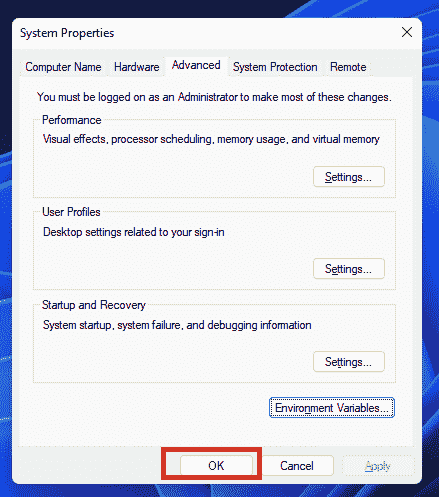 System Properties
Computer Name Hardware Advanced System Protection Remote
You must be logged on as an Administrator to make most of these changes.
Performance
Visual effects, processor scheduling, memory usage, and virtual memory
Settings...
User Profiles
Desktop settings related to your sign-in
Settings...
Startup and Recovery
System startup, system failure, and debugging information
Settings...
Environment Variables...
OK Cancel Apply